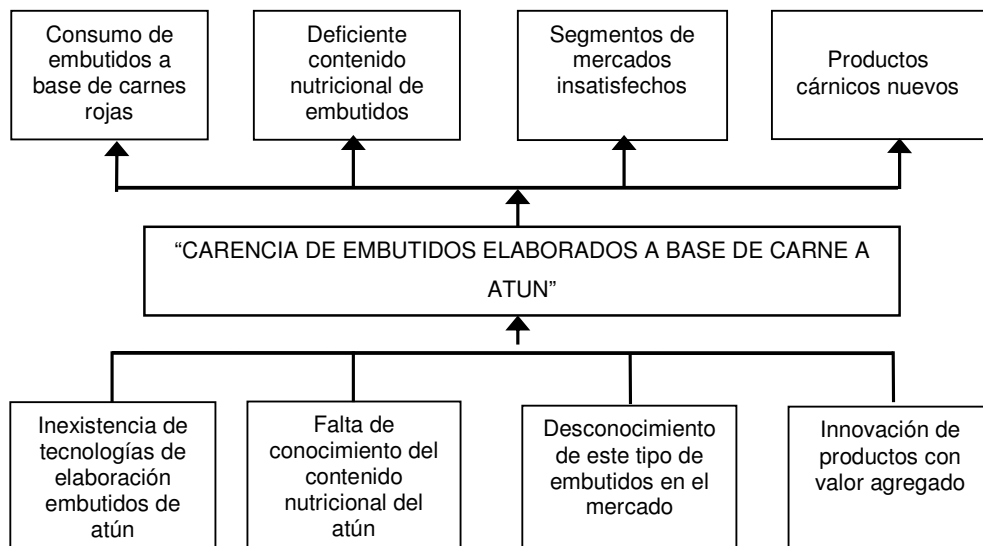 Consumo de
embutidos a
base de carnes
rojas
Deficiente
contenido
nutricional de
embutidos
Segmentos de
mercados
insatisfechos
Productos
cárnicos nuevos
“CARENCIA DE EMBUTIDOS ELABORADOS A BASE DE CARNE A
ATUN”
Inexistencia de
tecnologías de
elaboración
embutidos de
atún
Falta de
conocimiento del
contenido
nutricional del
atún
Desconocimiento
de este tipo de
embutidos en el
mercado
Innovación de
productos con
valor agregado